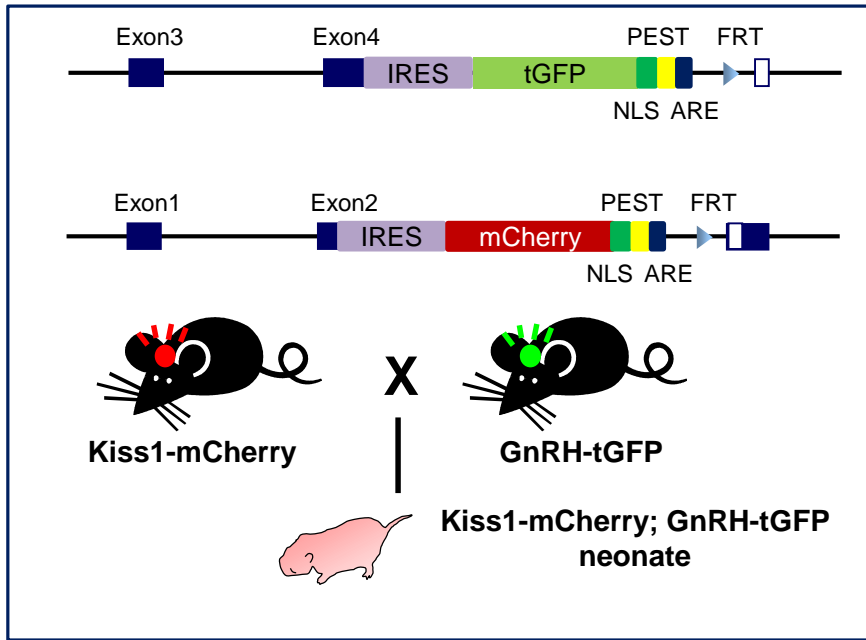 Exon3 Exon4 PEST FRT
IRES tGFP
NLS ARE
Exon1 Exon2 PEST FRT
IRES mCherry
NLS ARE
X
Kiss1-mCherry GnRH-tGFP
Kiss1-mCherry; GnRH-tGFP
neonate